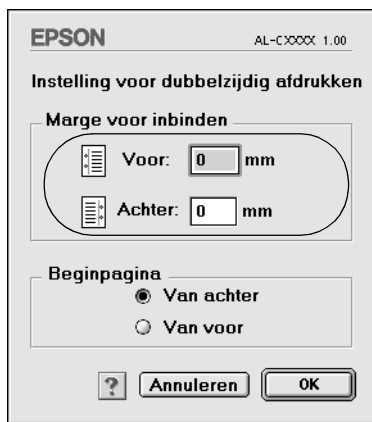 EPSON AL-CXXXX 1.00
Instelling voor dubbelzijdig afdrukken
Marge voor inbinden
Voor: 0 mm
Achter: 0 mm
Beginpagina
Van achter
Van voor
? Annuleren OK